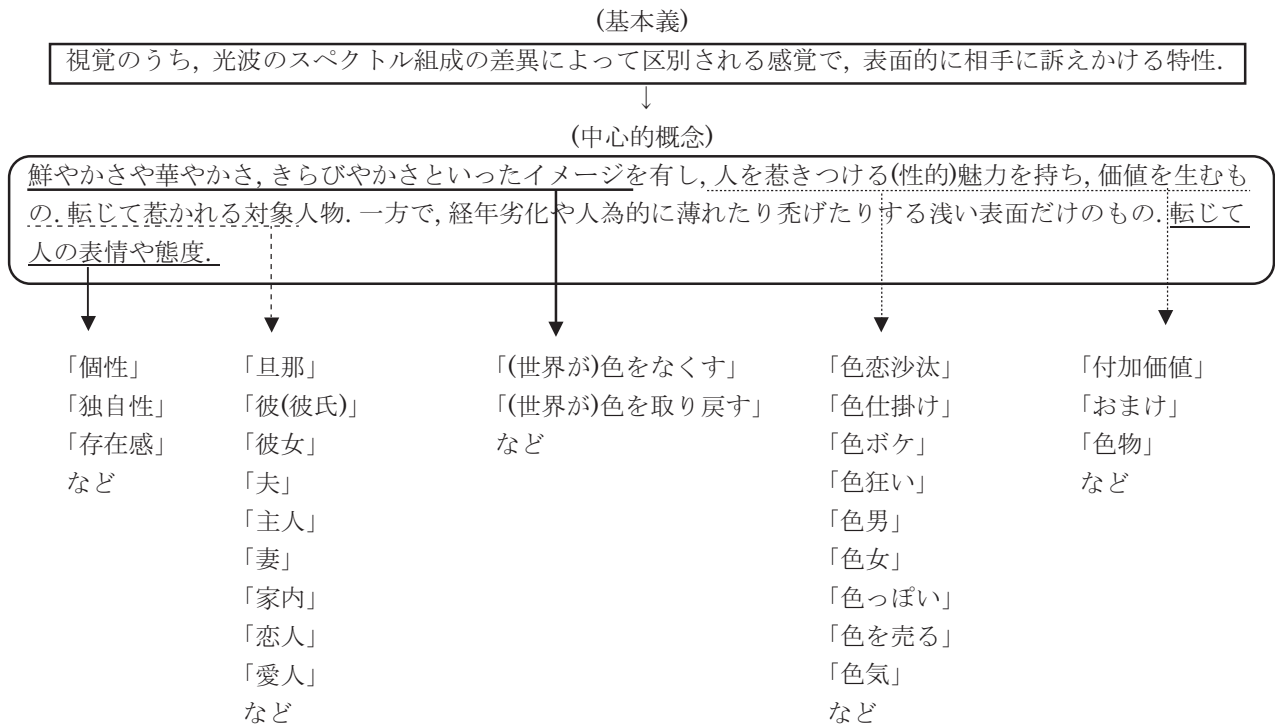 (基本義)
視覚のうち, 光波のスペクトル組成の差異によって区別される感覚で, 表面的に相手に訴えかける特性.
↓
(中心的概念)
鮮やかさや華やかさ, きらびやかさといったイメージを有し, 人を惹きつける(性的)魅力を持ち, 価値を生むも
の. 転じて惹かれる対象人物. 一方で, 経年劣化や人為的に薄れたり禿げたりする浅い表面だけのもの. 転じて
人の表情や態度.
「個性」
「独自性」
「存在感」
など
「旦那」
「彼(彼氏)」
「彼女」
「夫」
「主人」
「妻」
「家内」
「恋人」
「愛人」
など
「(世界が)色をなくす」
「(世界が)色を取り戻す」
など
「色恋沙汰」
「色仕掛け」
「色ボケ」
「色狂い」
「色男」
「色女」
「色っぽい」
「色を売る」
「色気」
など
「付加価値」
「おまけ」
「色物」
など